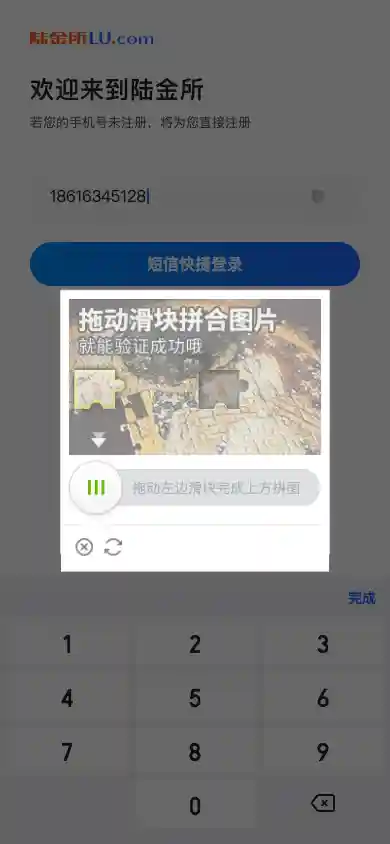 陆金所LU.com
欢迎来到陆金所
若您的手机号未注册，将为您直接注册
18616345128
短信快捷登录
拖动滑块拼合图片
就能验证成功哦
拖动左边滑块完成上方拼图
完成
1 2 3
4 5 6
7 8 9
0